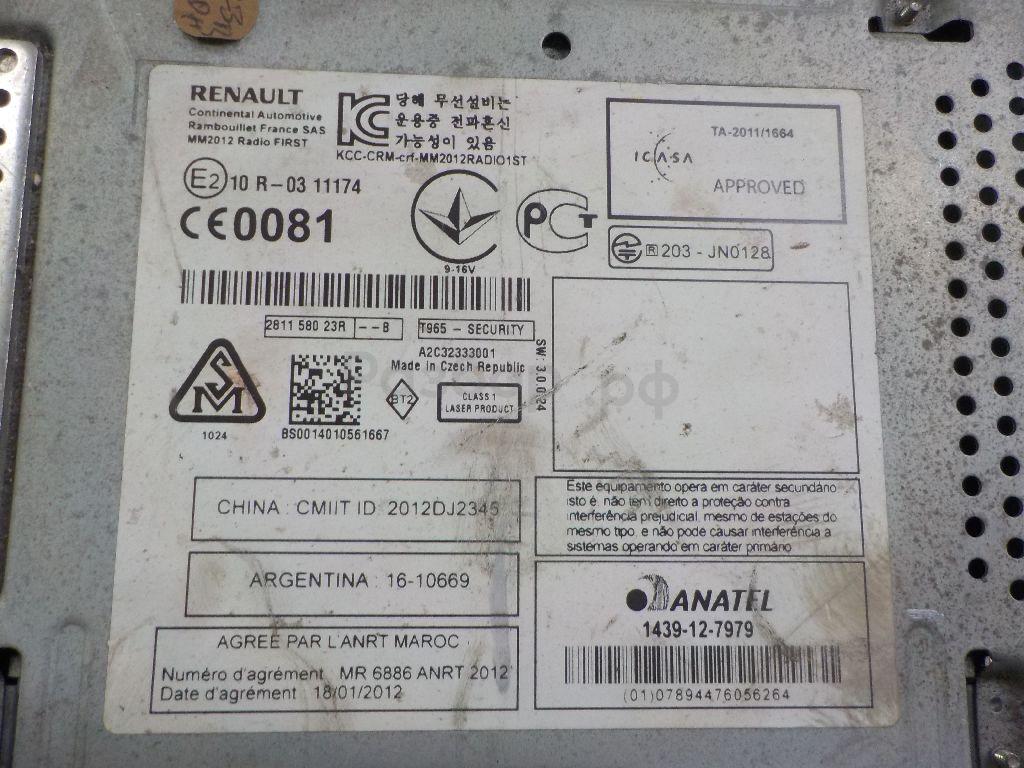 RENAULT
Continental Automotive
Rambouillet France SAS
MM2012 Radio FIRST
당해 무선설비는
운용중 전파혼신
가능성이 있음
KCC-CRM-crf-MM2012RADIO1ST
E2 10 R-03 11174
CE0081
9-16V
PCT
ICASA
TA-2011/1664
APPROVED
R 203 - JN0128
2811 580 23R --B
T965 - SECURITY
A2C32333001
Made in Czech Republic
SW: 3.0.0.24
SM
1024
BS0014010561667
BT2
CLASS 1
LASER PRODUCT
CHINA : CMIIT ID: 2012DJ2345
ARGENTINA : 16-10669
AGREE PAR L'ANRT MAROC
Numéro d'agrément MR 6886 ANRT 2012
Date d'agrément : 18/01/2012
Este equipamento opera em caráter secundário
isto é, não tem direito a proteção contra
interferência prejudicial, mesmo de estações do
mesmo tipo, e não pode causar interferência a
sistemas operando em caráter primário
ANATEL
1439-12-7979
(01)07894476056264